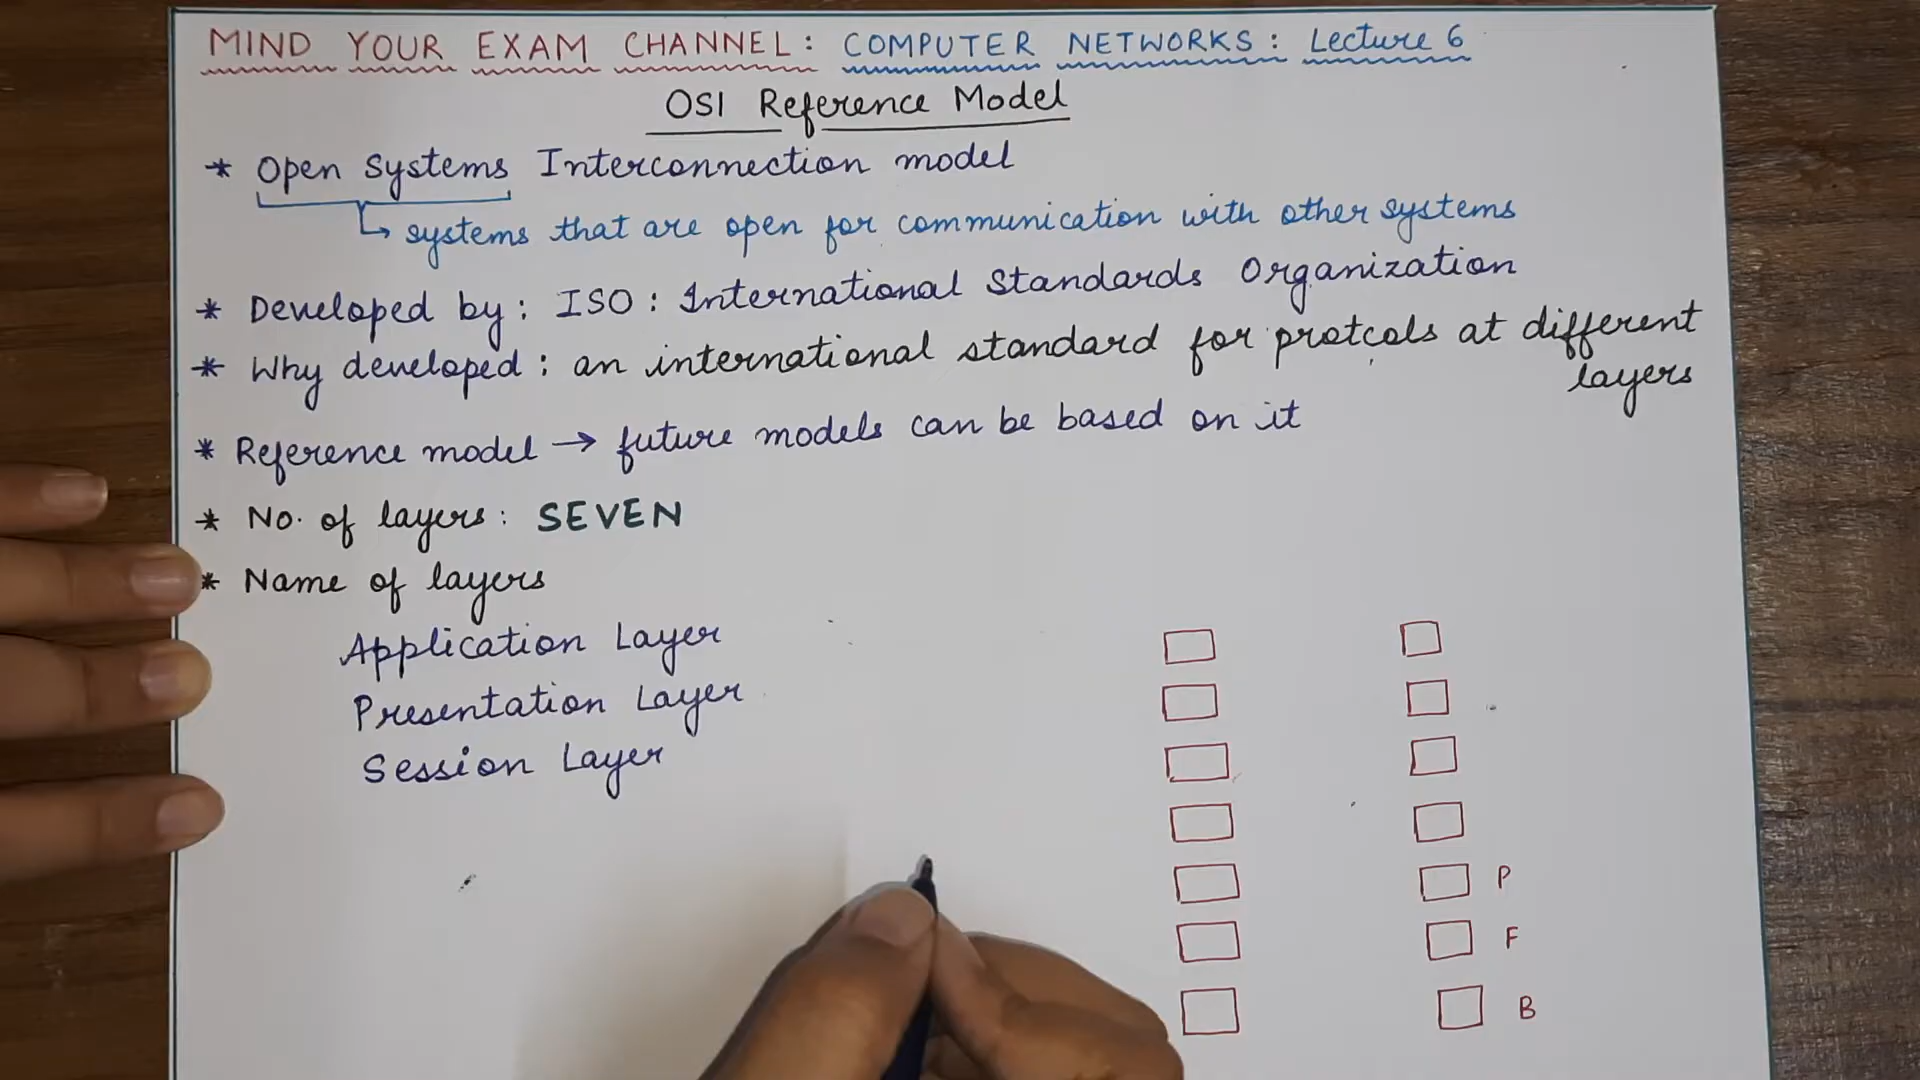 MIND YOUR EXAM CHANNEL: COMPUTER NETWORKS: Lecture 6
OSI Reference Model
* Open Systems Interconnection model
↳ systems that are open for communication with other systems
* Developed by: ISO: International Standards Organization
* Why developed: an international standard for protcols at different
layers
* Reference model → future models can be based on it
* No. of layers: SEVEN
* Name of layers
Application Layer
Presentation Layer
Session Layer
P
F
B